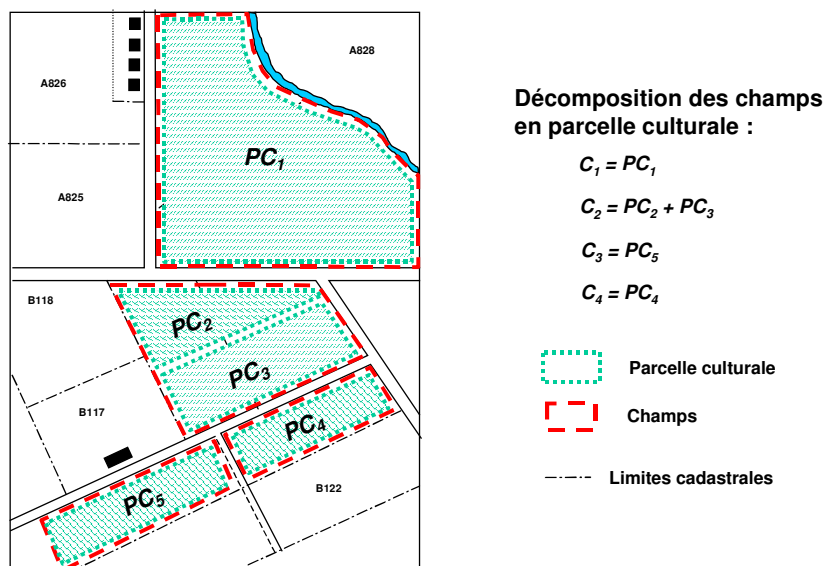 A828
A826
PC1
A825
B118
PC2
PC3
B117
PC4
B122
PC5
Décomposition des champs
en parcelle culturale :
C1 = PC1
C2 = PC2 + PC3
C3 = PC5
C4 = PC4
Parcelle culturale
Champs
Limites cadastrales